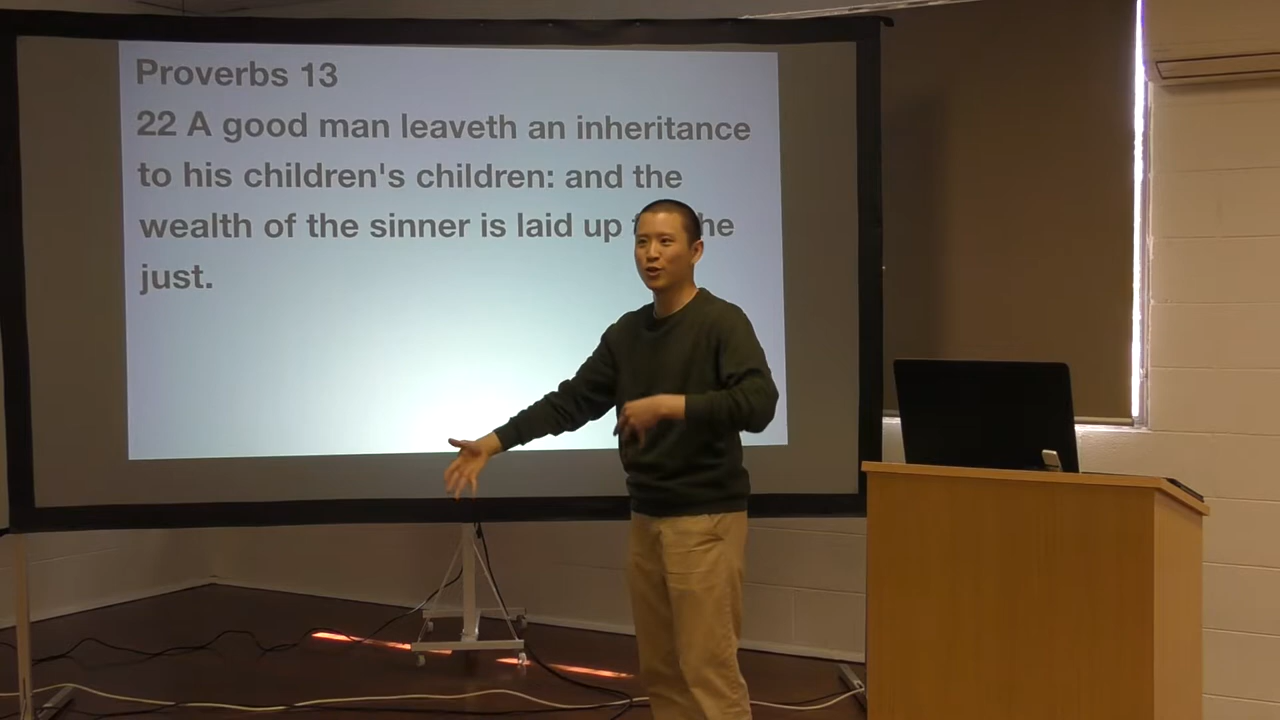 Proverbs 13
22 A good man leaveth an inheritance
to his children's children: and the
wealth of the sinner is laid up he
just.